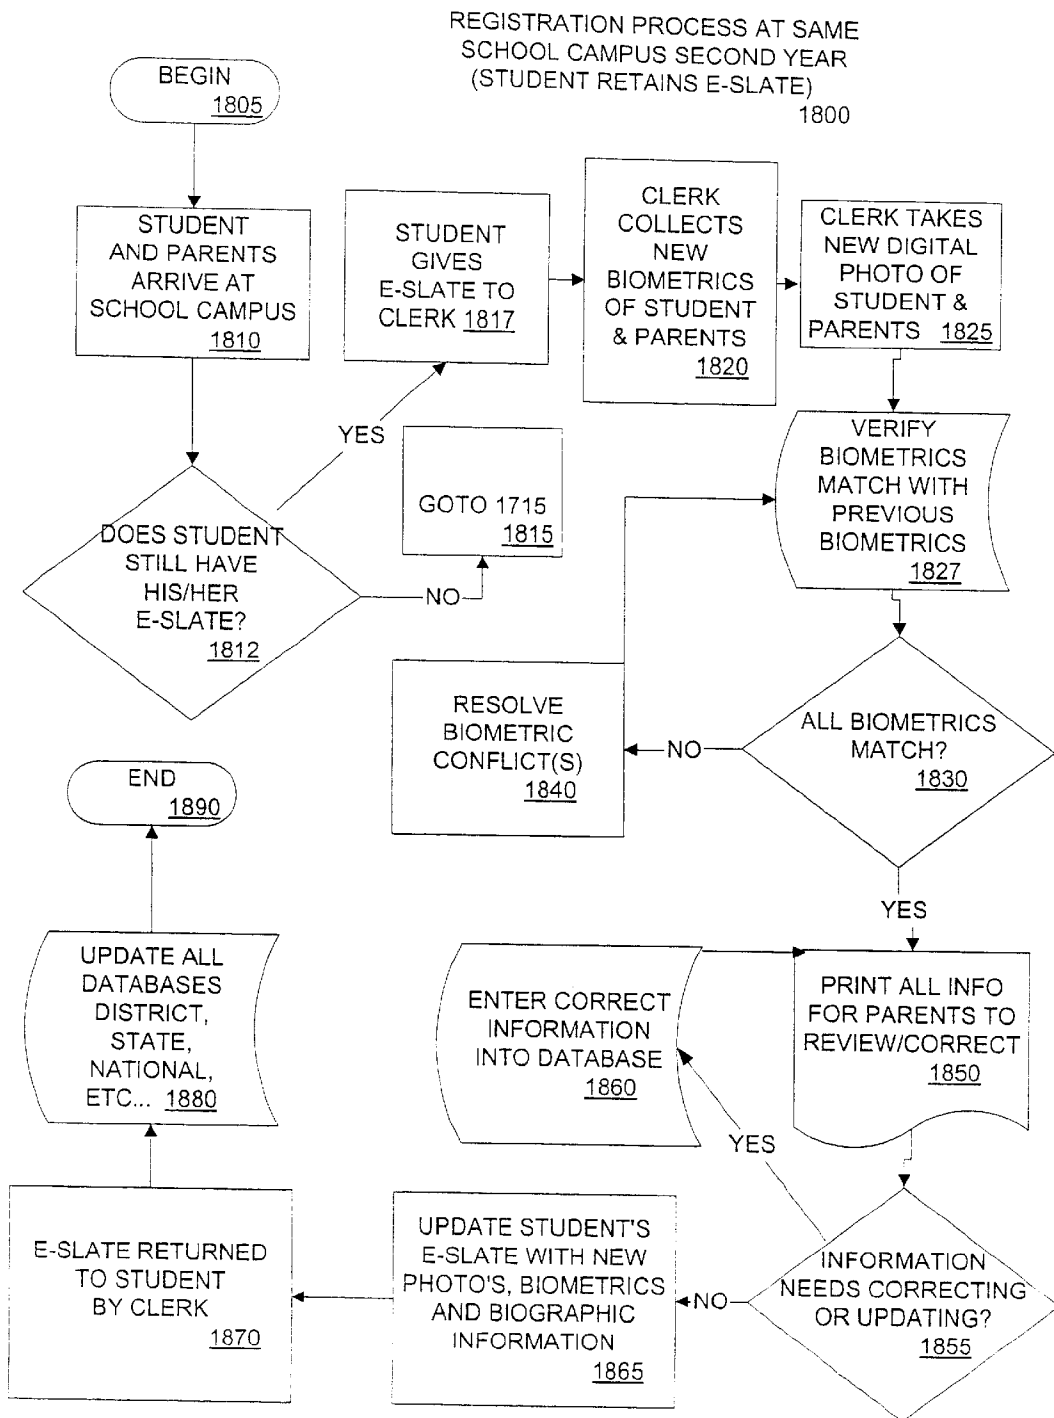 REGISTRATION PROCESS AT SAME
SCHOOL CAMPUS SECOND YEAR
(STUDENT RETAINS E-SLATE)
1800
BEGIN
1805
STUDENT
AND PARENTS
ARRIVE AT
SCHOOL CAMPUS
1810
STUDENT
GIVES
E-SLATE TO
CLERK 1817
CLERK
COLLECTS
NEW
BIOMETRICS
OF STUDENT
& PARENTS
1820
CLERK TAKES
NEW DIGITAL
PHOTO OF
STUDENT &
PARENTS 1825
YES
VERIFY
BIOMETRICS
MATCH WITH
PREVIOUS
BIOMETRICS
1827
GOTO 1715
1815
DOES STUDENT
STILL HAVE
HIS/HER
E-SLATE?
1812
NO
RESOLVE
BIOMETRIC
CONFLICT(S)
1840
NO
ALL BIOMETRICS
MATCH?
1830
END
1890
YES
UPDATE ALL
DATABASES
DISTRICT,
STATE,
NATIONAL,
ETC... 1880
ENTER CORRECT
INFORMATION
INTO DATABASE
1860
PRINT ALL INFO
FOR PARENTS TO
REVIEW/CORRECT
1850
YES
E-SLATE RETURNED
TO STUDENT
BY CLERK
1870
UPDATE STUDENT'S
E-SLATE WITH NEW
PHOTO'S, BIOMETRICS
AND BIOGRAPHIC
INFORMATION
1865
NO
INFORMATION
NEEDS CORRECTING
OR UPDATING?
1855